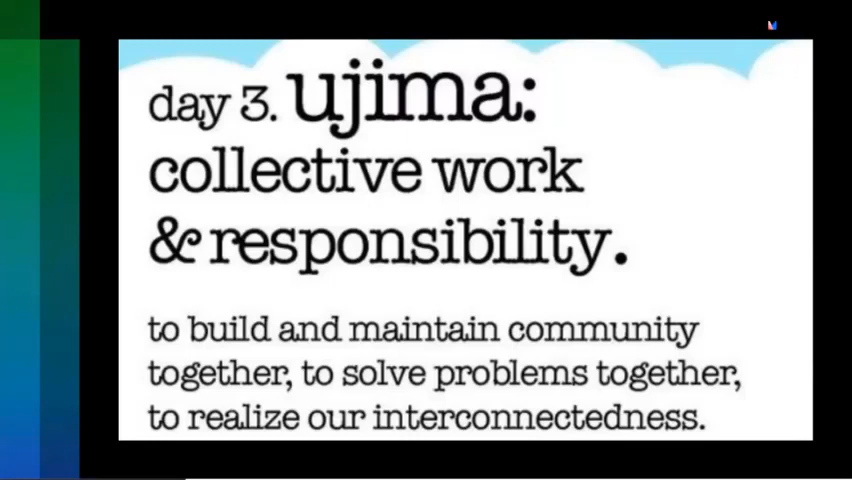 day 3. ujima:
collective work
& responsibility.
to build and maintain community
together, to solve problems together,
to realize our interconnectedness.